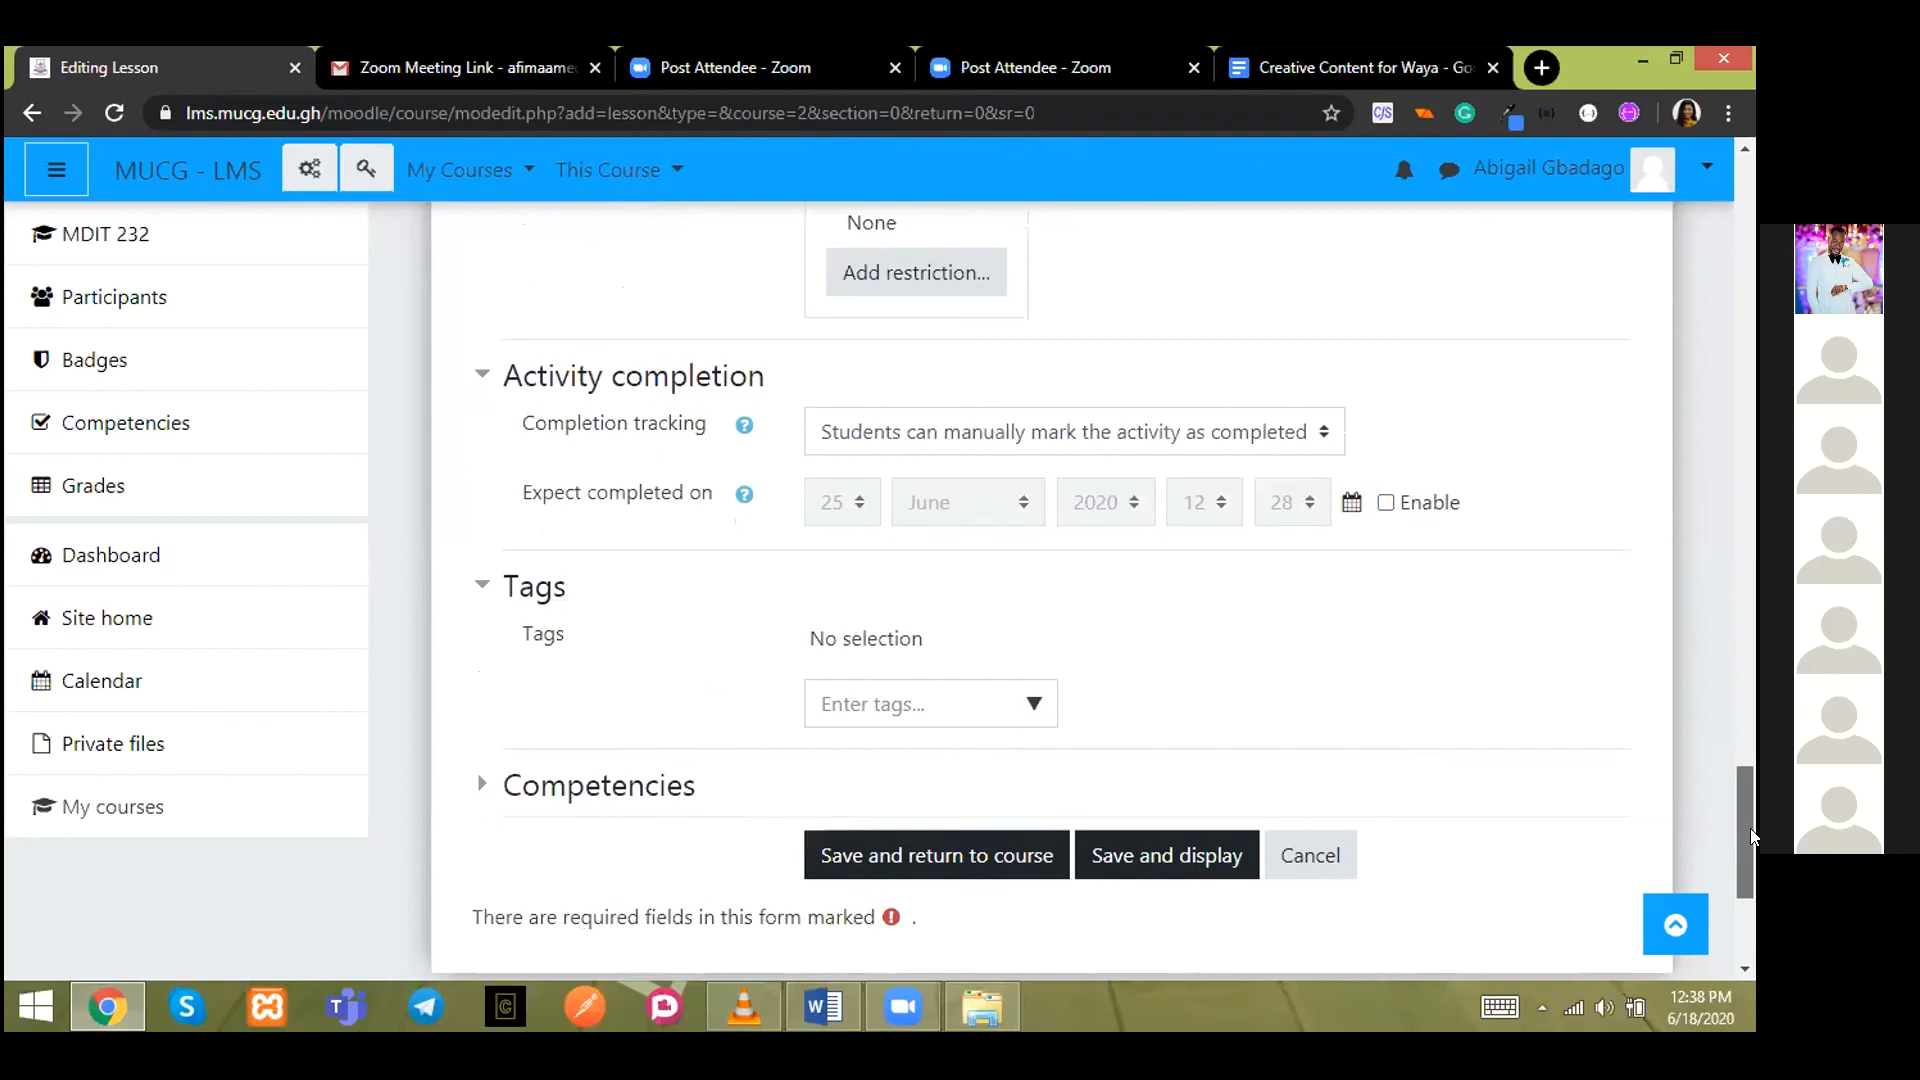 Editing Lesson
Zoom Meeting Link - afimaame
Post Attendee - Zoom
Post Attendee - Zoom
Creative Content for Waya - Go
lms.mucg.edu.gh/moodle/course/modedit.php?add=lesson&type=&course=2&section=0&return=0&sr=0
MUCG - LMS
My Courses
This Course
Abigail Gbadago
MDIT 232
Participants
Badges
Competencies
Grades
Dashboard
Site home
Calendar
Private files
My courses
None
Add restriction...
Activity completion
Completion tracking
Students can manually mark the activity as completed
Expect completed on
25 June 2020 12 28 Enable
Tags
Tags
No selection
Enter tags...
Competencies
Save and return to course
Save and display
Cancel
There are required fields in this form marked .
12:38 PM
6/18/2020